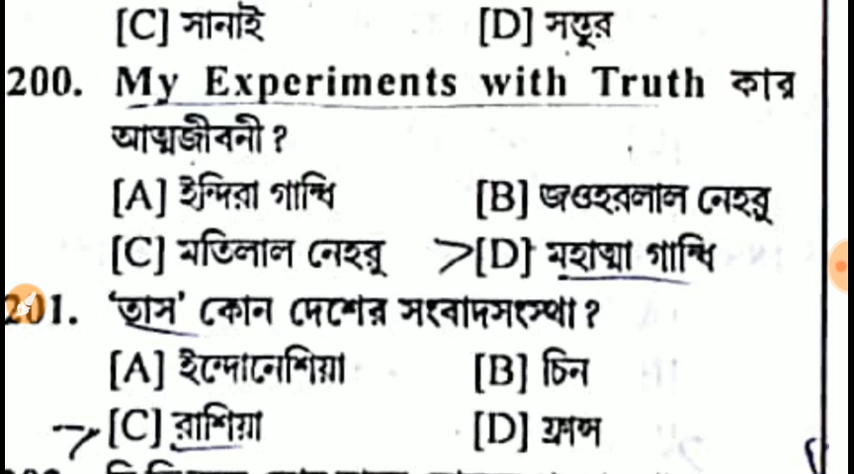 [C] সানাই [D] সন্তুর
200. My Experiments with Truth কার
আত্মজীবনী ?
[A] ইন্দিরা গান্ধি [B] জওহরলাল নেহরু
[C] মতিলাল নেহরু [D] মহাত্মা গান্ধি
201. ‘তাস’ কোন দেশের সংবাদসংস্থা ?
[A] ইন্দোনেশিয়া [B] চিন
[C] রাশিয়া [D] ফ্রান্স